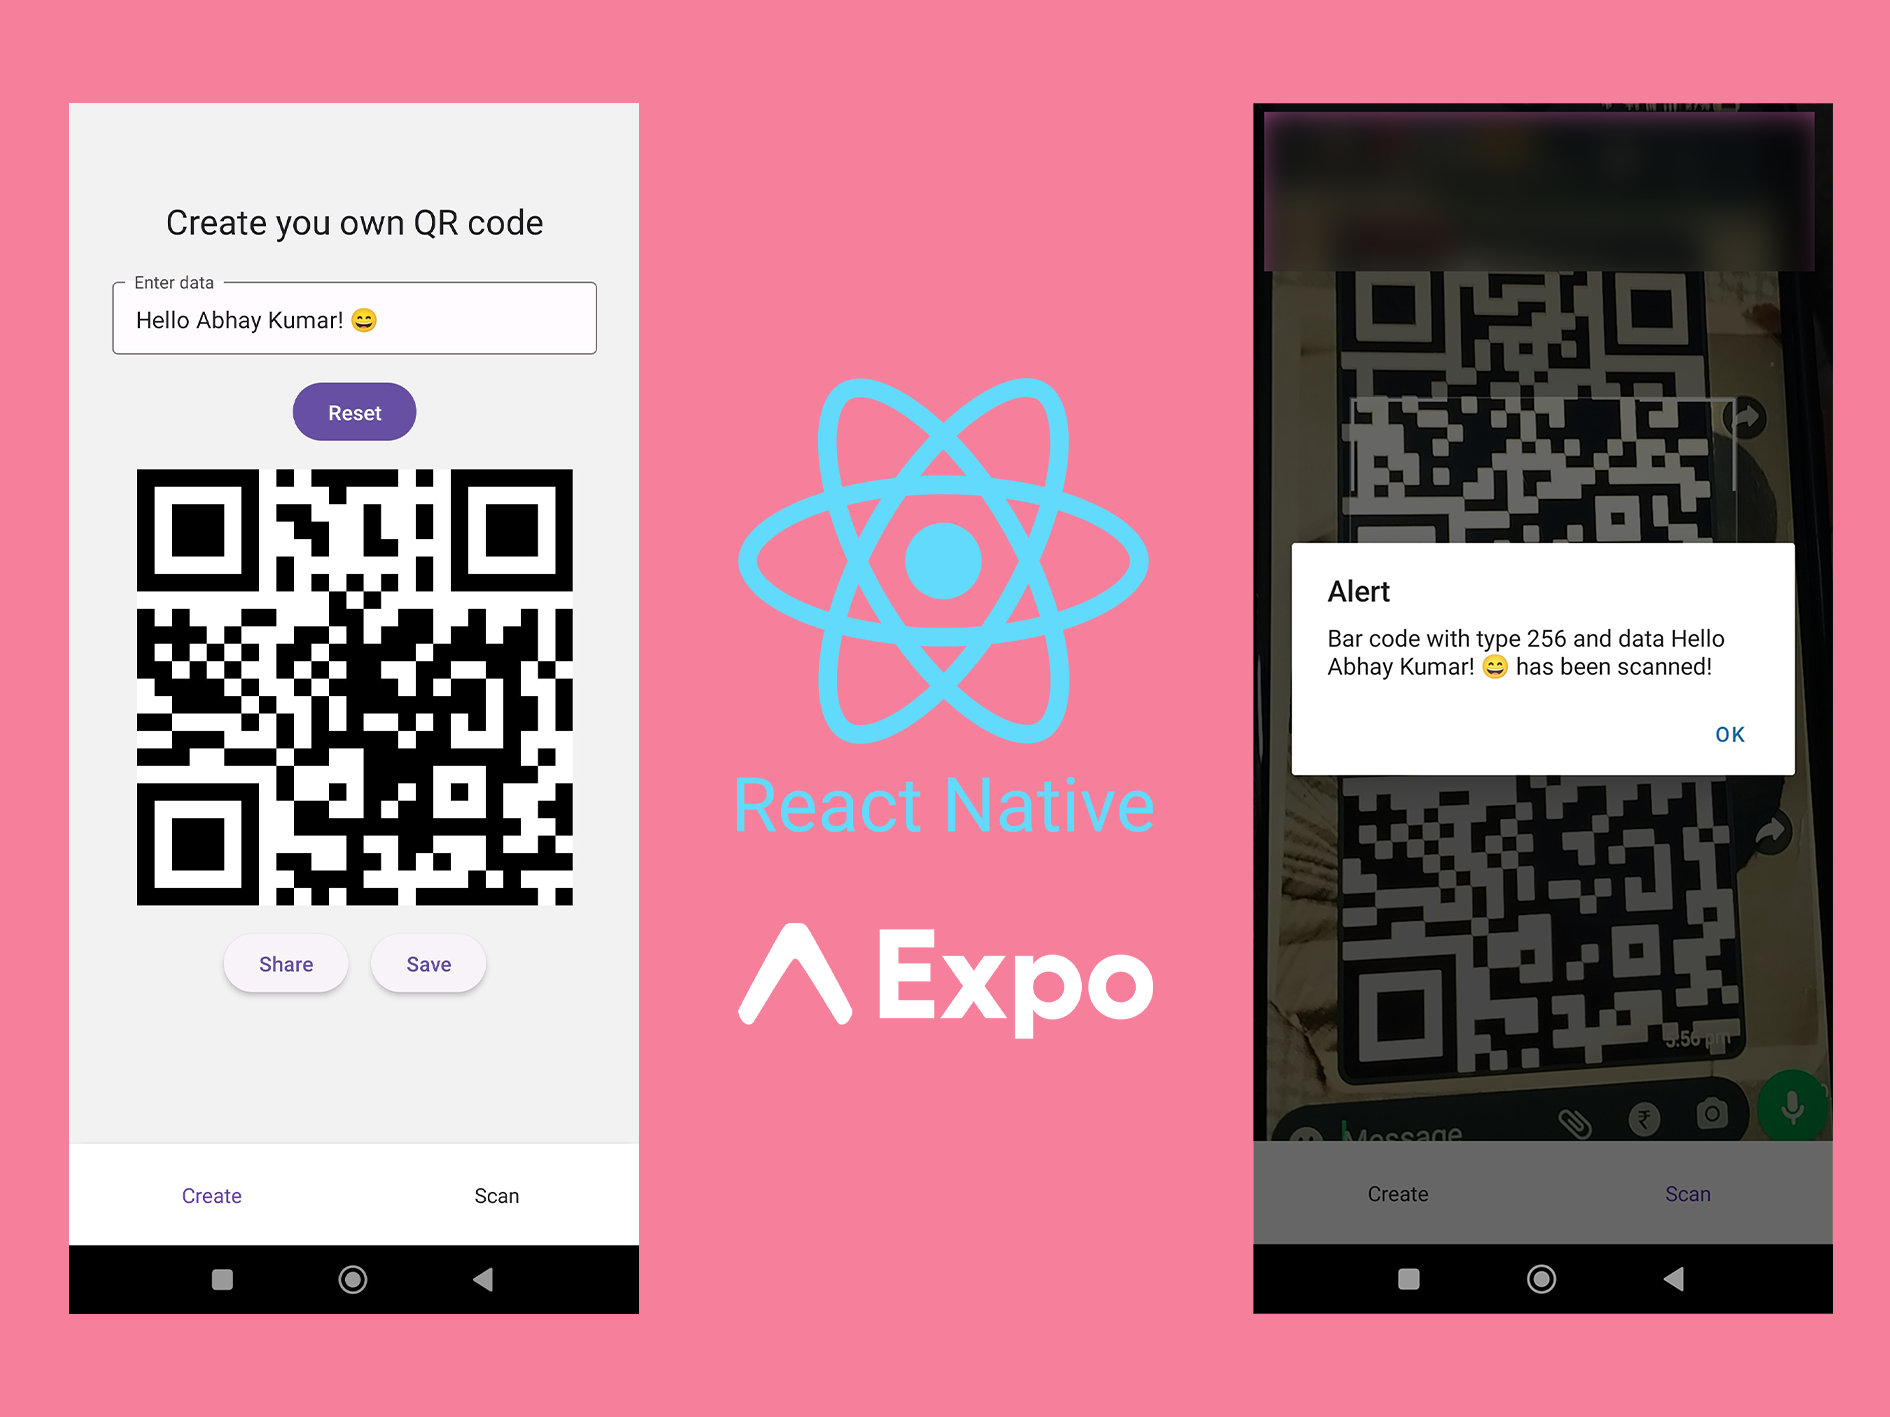 Create you own QR code
Enter data
Hello Abhay Kumar! 😄
Reset
Share
Save
Create
Scan
React Native
Expo
Alert
Bar code with type 256 and data Hello
Abhay Kumar! 😄 has been scanned!
OK
5:56 pm
Message
Create
Scan